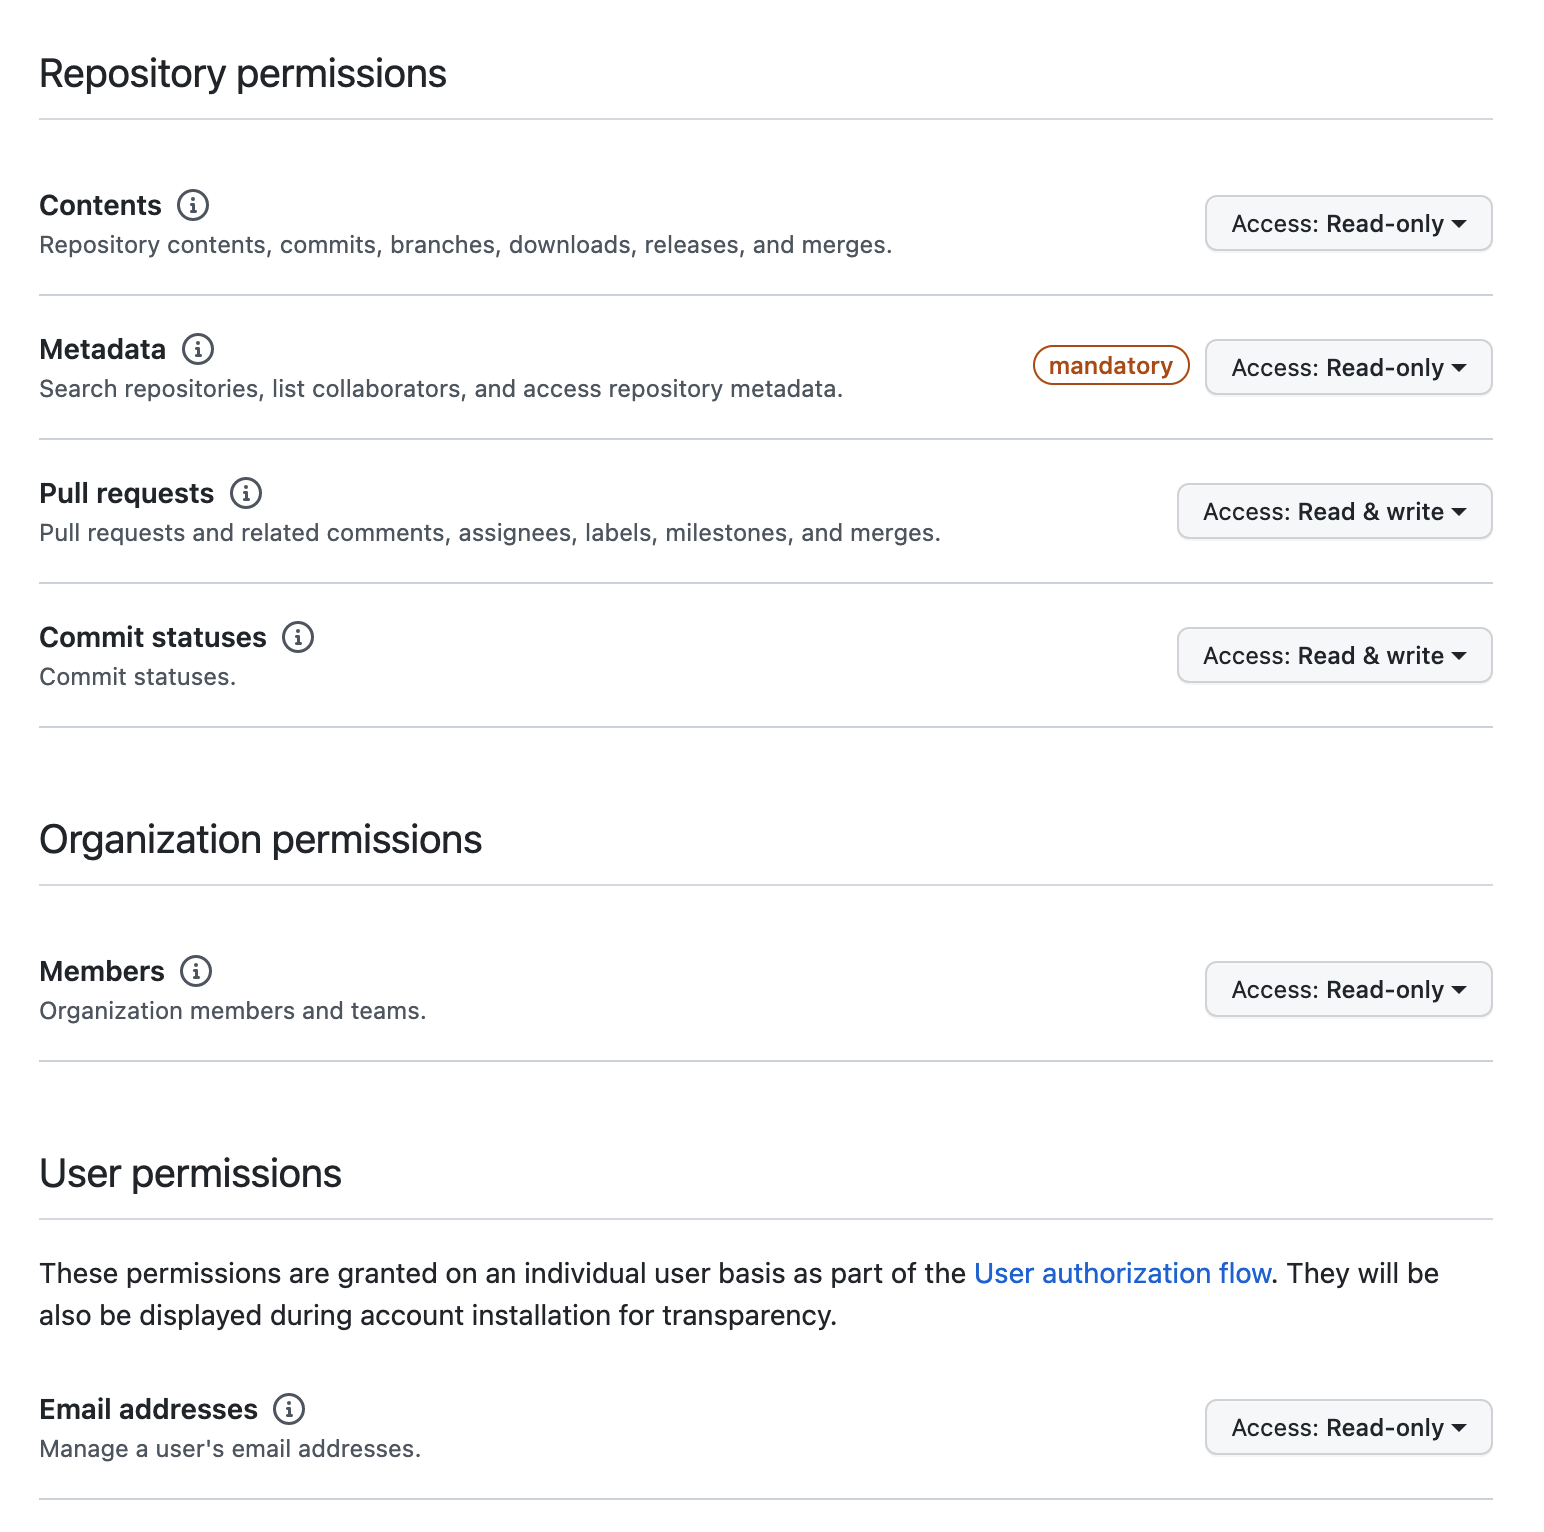 Repository permissions
Contents
Repository contents, commits, branches, downloads, releases, and merges.
Access: Read-only
Metadata
Search repositories, list collaborators, and access repository metadata.
mandatory
Access: Read-only
Pull requests
Pull requests and related comments, assignees, labels, milestones, and merges.
Access: Read & write
Commit statuses
Commit statuses.
Access: Read & write
Organization permissions
Members
Organization members and teams.
Access: Read-only
User permissions
These permissions are granted on an individual user basis as part of the User authorization flow. They will be
also be displayed during account installation for transparency.
Email addresses
Manage a user's email addresses.
Access: Read-only